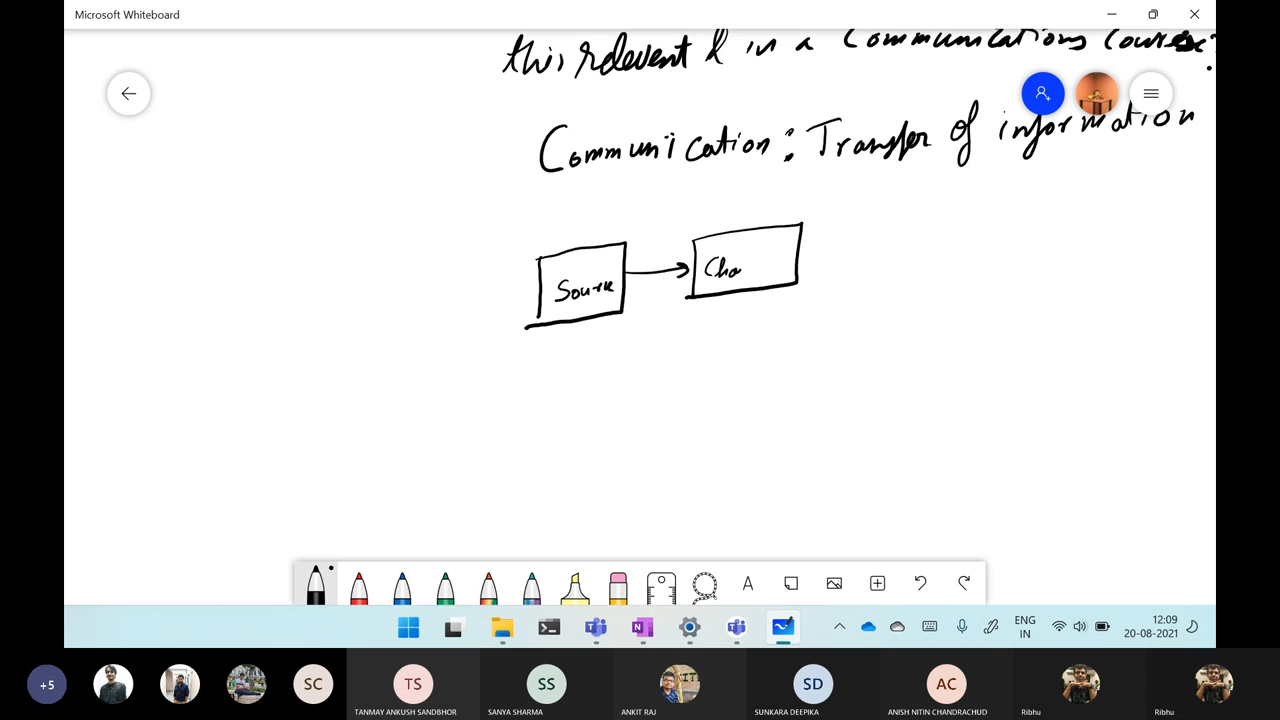 Microsoft Whiteboard
this relevent & in a Communications Course?
Communication : Transfer of information
Source
Cha
A
ENG
IN
12:09
20-08-2021
+5
SC
TS
SS
SD
AC
TANMAY ANKUSH SANDBHOR
SANYA SHARMA
ANKIT RAJ
SUNKARA DEEPIKA
ANISH NITIN CHANDRACHUD
Ribhu
Ribhu